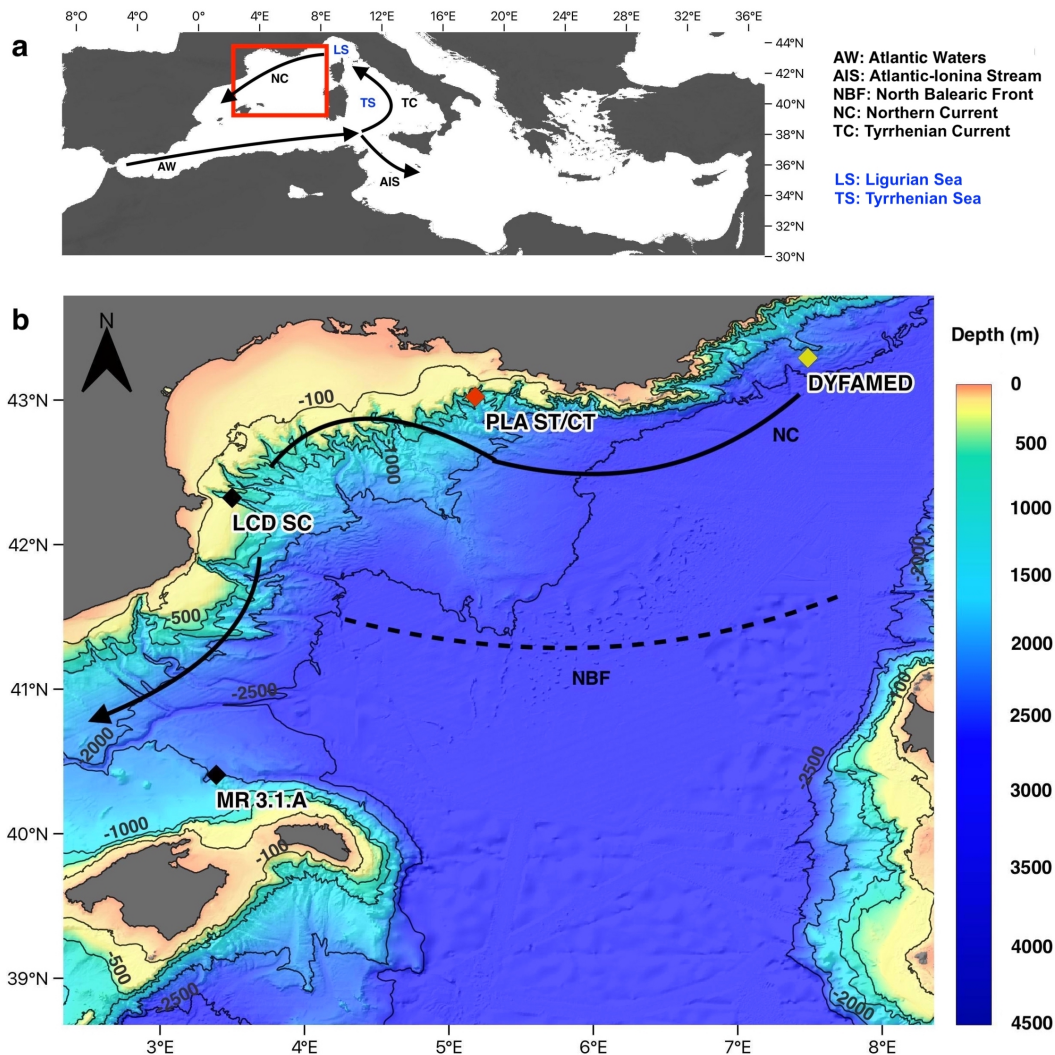 8°O 4°O 0° 4°E 8°E 12°E 16°E 20°E 24°E 28°E 32°E 36°E
a
LS
NC
TS
TC
AW
AIS
44°N
42°N
40°N
38°N
36°N
34°N
32°N
30°N
AW: Atlantic Waters
AIS: Atlantic-Ionina Stream
NBF: North Balearic Front
NC: Northern Current
TC: Tyrrhenian Current
LS: Ligurian Sea
TS: Tyrrhenian Sea
b
N
Depth (m)
0
500
1000
1500
2000
2500
3000
3500
4000
4500
43°N
42°N
41°N
40°N
39°N
DYFAMED
-100
PLA ST/CT
NC
1000
LCD SC
-2000
-500
NBF
-2500
-100
2000
2500
MR 3.1.A
-1000
-100
-500
-2500
-2000
3°E 4°E 5°E 6°E 7°E 8°E